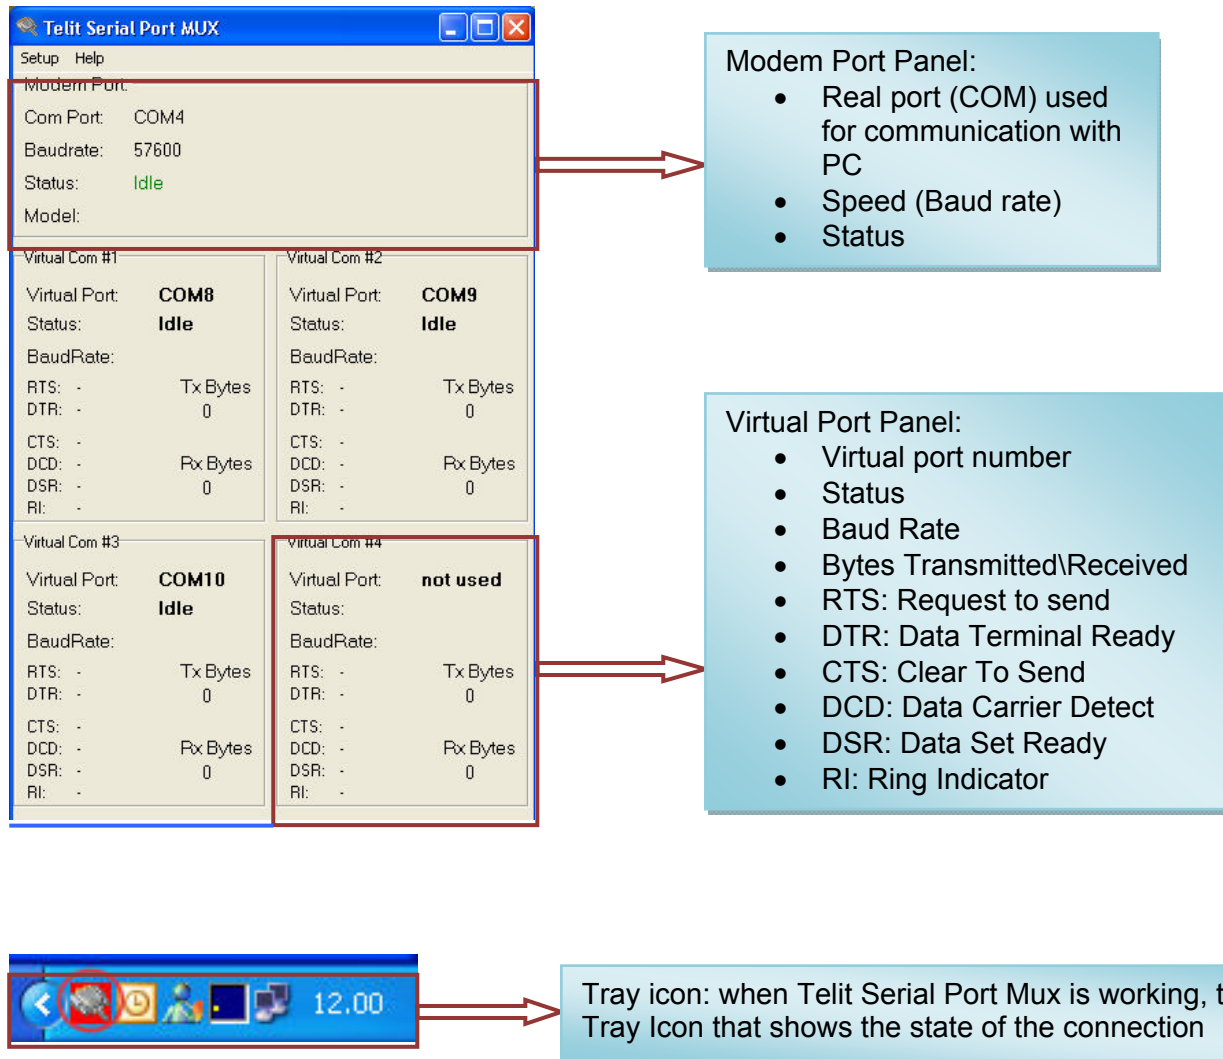 Telit Serial Port MUX
Setup Help
Modem Port:
Com Port: COM4
Baudrate: 57600
Status: Idle
Model:
Virtual Com #1
Virtual Port: COM8
Status: Idle
BaudRate:
RTS: - Tx Bytes
DTR: - 0
CTS: -
DCD: - Rx Bytes
DSR: - 0
RI: -
Virtual Com #2
Virtual Port: COM9
Status: Idle
BaudRate:
RTS: - Tx Bytes
DTR: - 0
CTS: -
DCD: - Rx Bytes
DSR: - 0
RI: -
Virtual Com #3
Virtual Port: COM10
Status: Idle
BaudRate:
RTS: - Tx Bytes
DTR: - 0
CTS: -
DCD: - Rx Bytes
DSR: - 0
RI: -
Virtual Com #4
Virtual Port: not used
Status:
BaudRate:
RTS: - Tx Bytes
DTR: - 0
CTS: -
DCD: - Rx Bytes
DSR: - 0
RI: -
Modem Port Panel:
• Real port (COM) used
for communication with
PC
• Speed (Baud rate)
• Status
Virtual Port Panel:
• Virtual port number
• Status
• Baud Rate
• Bytes Transmitted\Received
• RTS: Request to send
• DTR: Data Terminal Ready
• CTS: Clear To Send
• DCD: Data Carrier Detect
• DSR: Data Set Ready
• RI: Ring Indicator
12.00
Tray icon: when Telit Serial Port Mux is working,
Tray Icon that shows the state of the connection